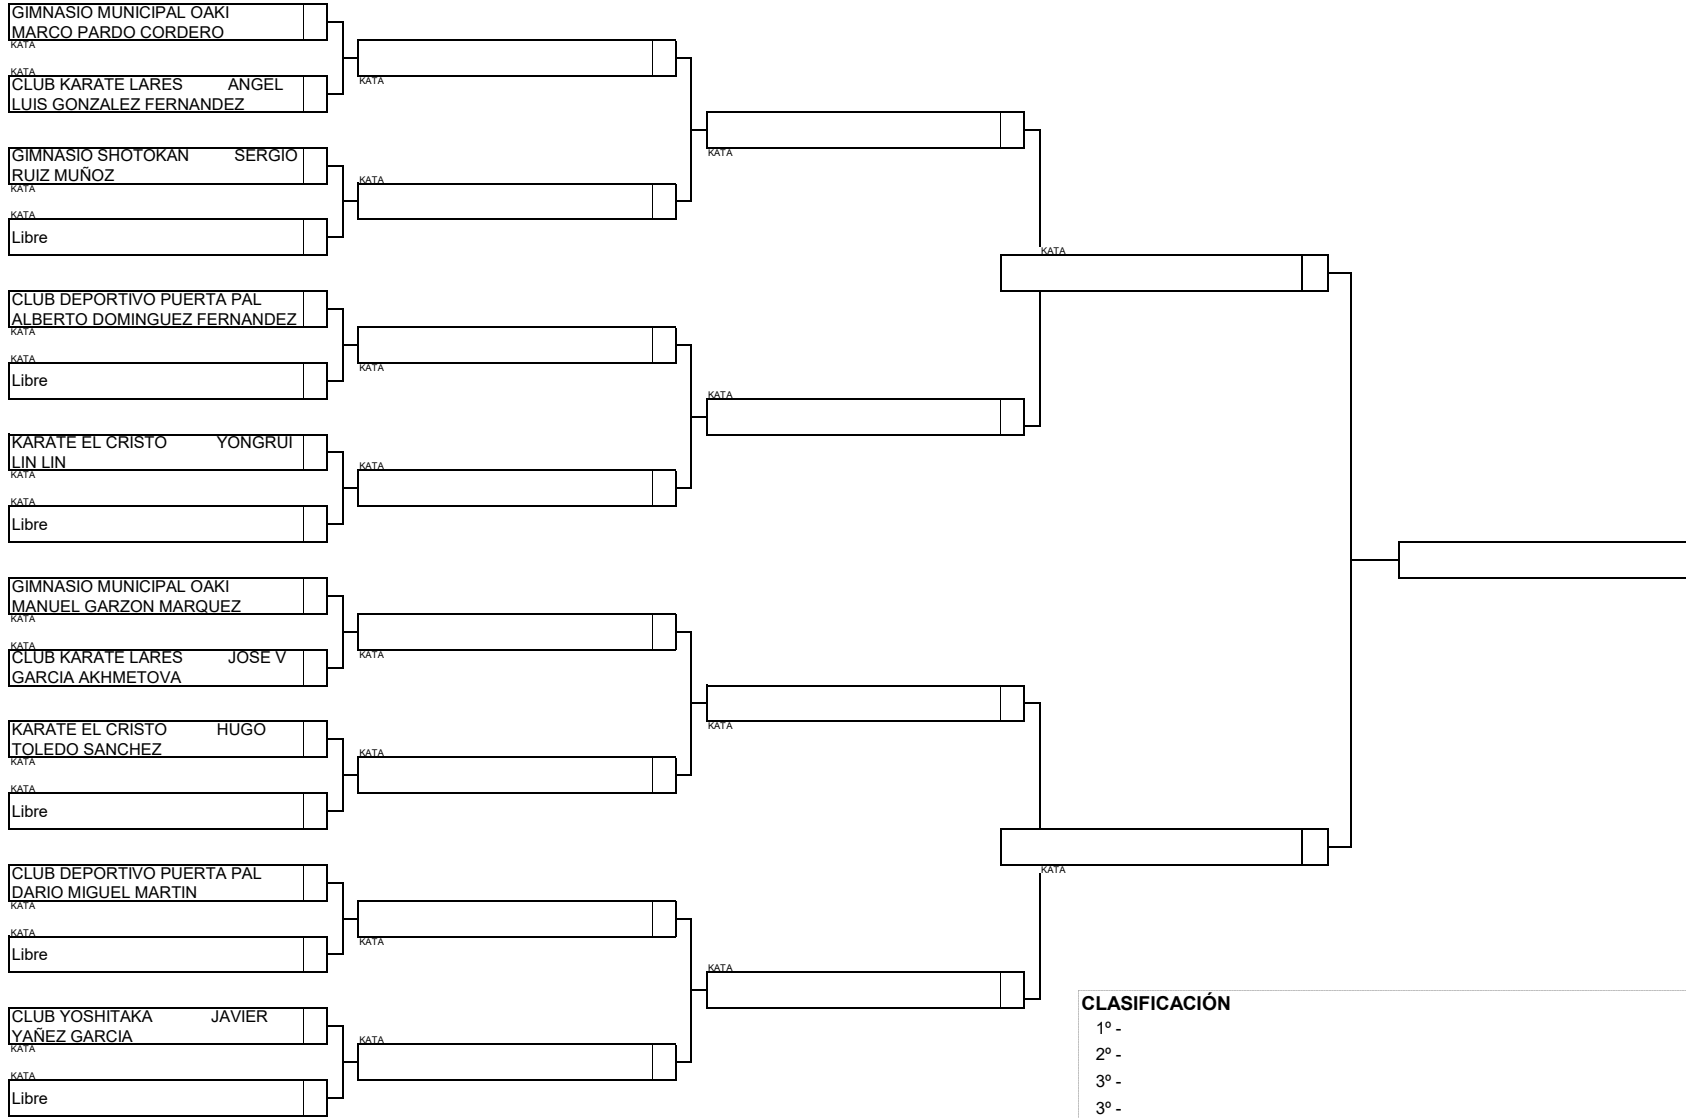 GIMNASIO MUNICIPAL OAKI
MARCO PARDO CORDERO
KATA
KATA
CLUB KARATE LARES ANGEL
LUIS GONZALEZ FERNANDEZ
GIMNASIO SHOTOKAN SERGIO
RUIZ MUÑOZ
KATA
KATA
Libre
CLUB DEPORTIVO PUERTA PAL
ALBERTO DOMINGUEZ FERNANDEZ
KATA
KATA
Libre
KARATE EL CRISTO YONGRUI
LIN LIN
KATA
KATA
Libre
GIMNASIO MUNICIPAL OAKI
MANUEL GARZON MARQUEZ
KATA
KATA
CLUB KARATE LARES JOSE V
GARCIA AKHMETOVA
KARATE EL CRISTO HUGO
TOLEDO SANCHEZ
KATA
KATA
Libre
CLUB DEPORTIVO PUERTA PAL
DARIO MIGUEL MARTIN
KATA
KATA
Libre
CLUB YOSHITAKA JAVIER
YAÑEZ GARCIA
KATA
KATA
Libre
KATA
KATA
KATA
KATA
KATA
KATA
KATA
KATA
KATA
KATA
KATA
KATA
KATA
KATA
CLASIFICACIÓN
1º -
2º -
3º -
3º -